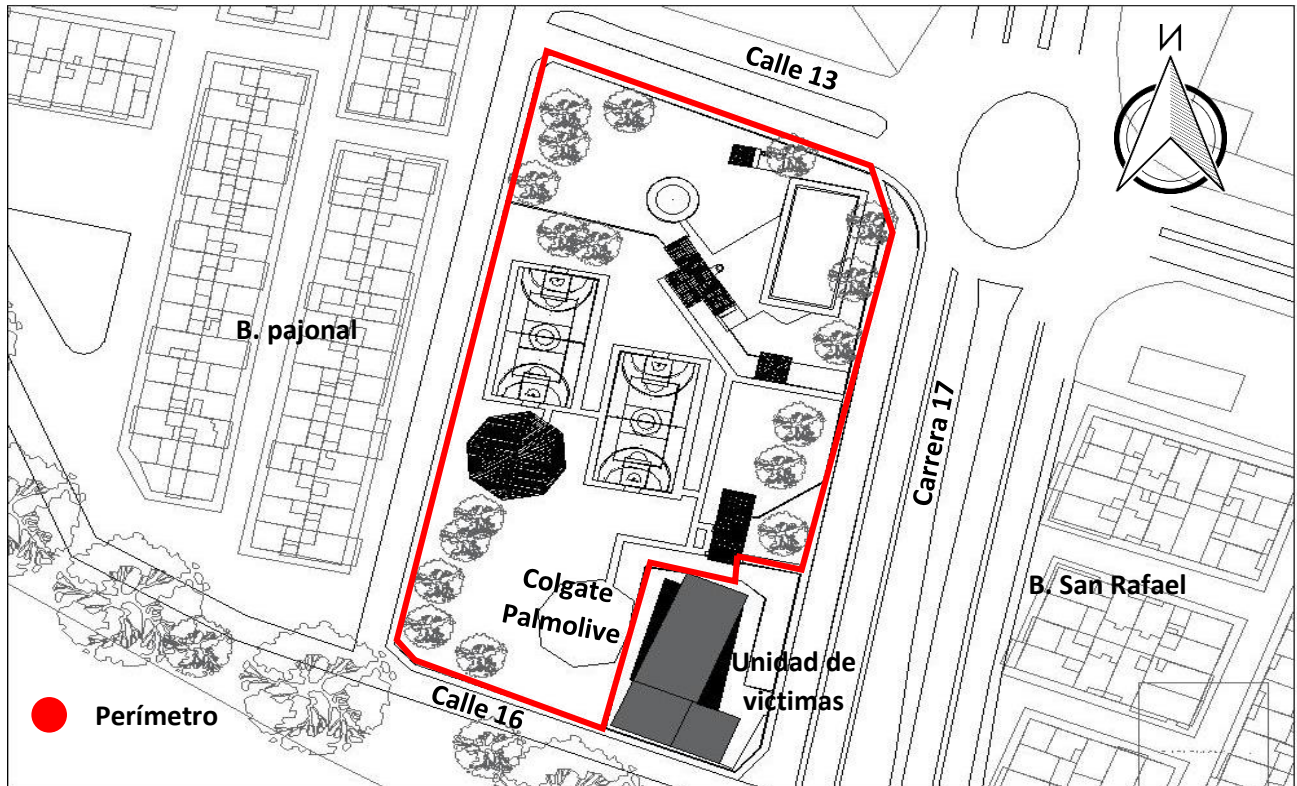 Calle 13
N
B. pajonal
Carrera 17
Colgate
Palmolive
B. San Rafael
Unidad de
victimas
Calle 16
Perímetro